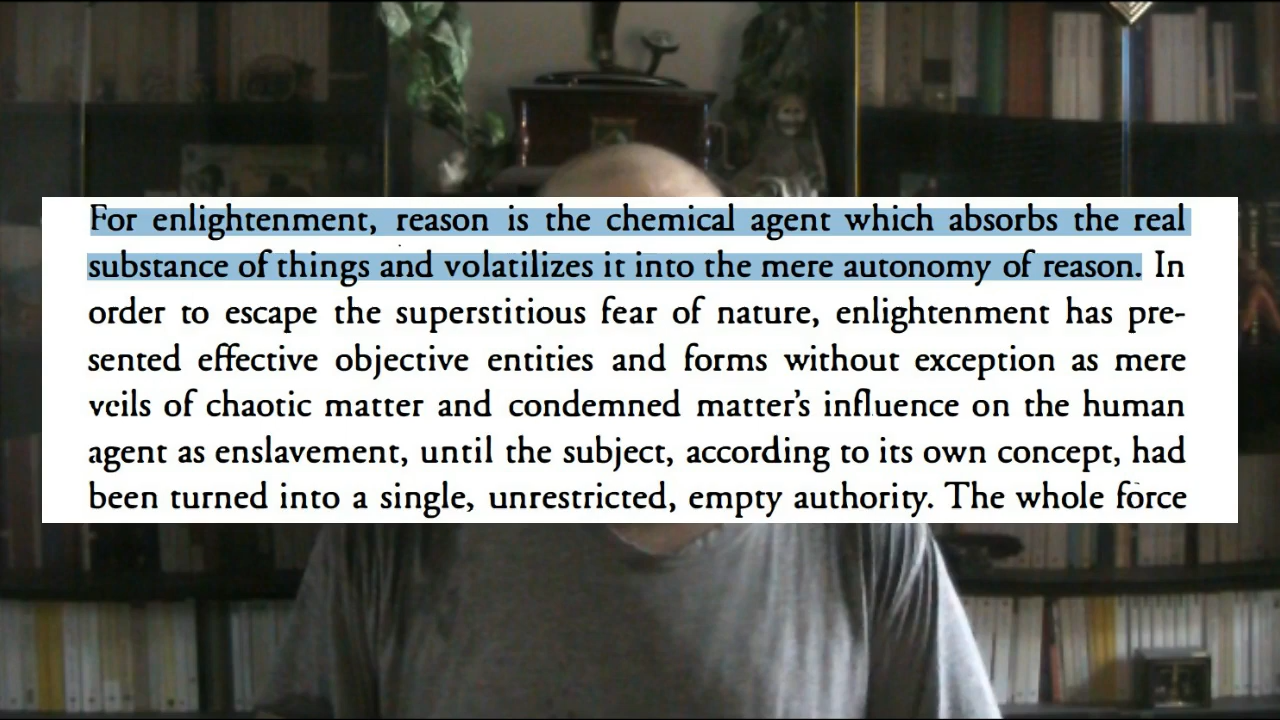 For enlightenment, reason is the chemical agent which absorbs the real
substance of things and volatilizes it into the mere autonomy of reason. In
order to escape the superstitious fear of nature, enlightenment has pre-
sented effective objective entities and forms without exception as mere
veils of chaotic matter and condemned matter's influence on the human
agent as enslavement, until the subject, according to its own concept, had
been turned into a single, unrestricted, empty authority. The whole force